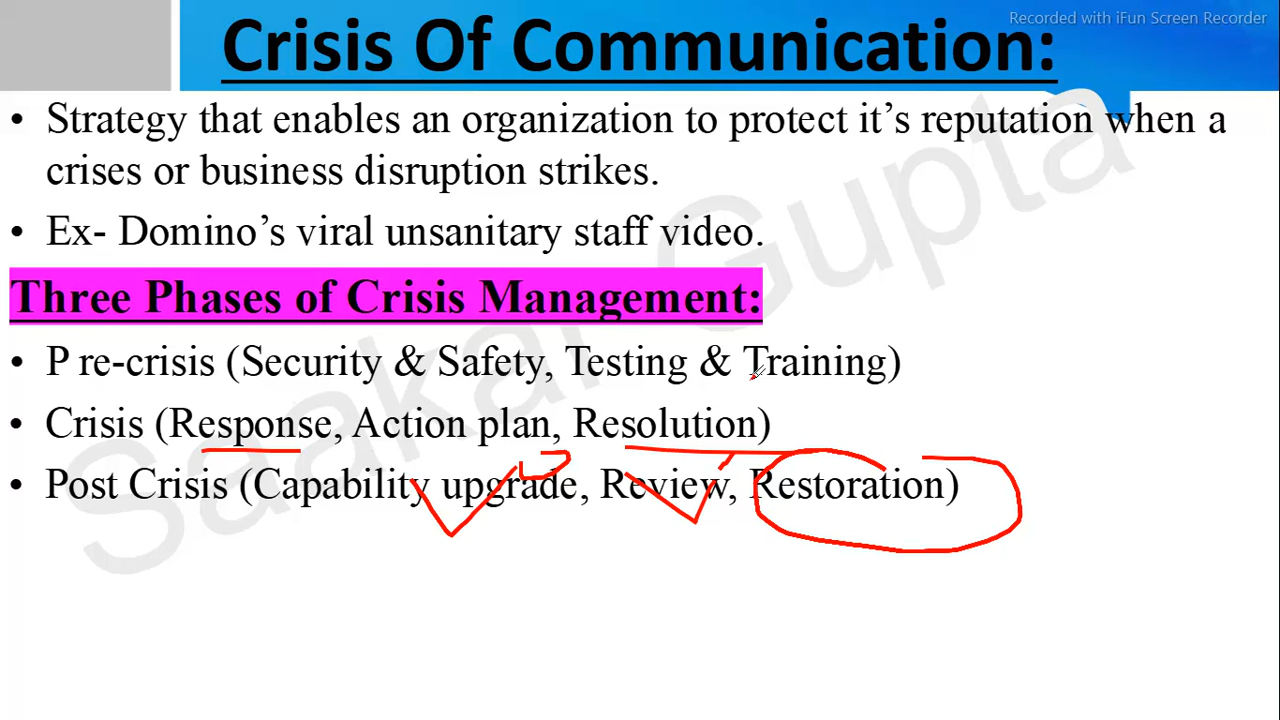 Recorded with iFun Screen Recorder
Crisis Of Communication:
• Strategy that enables an organization to protect it’s reputation when a
crises or business disruption strikes.
• Ex- Domino’s viral unsanitary staff video.
Three Phases of Crisis Management:
• P re-crisis (Security & Safety, Testing & Training)
• Crisis (Response, Action plan, Resolution)
• Post Crisis (Capability upgrade, Review, Restoration)
Saakar Gupta